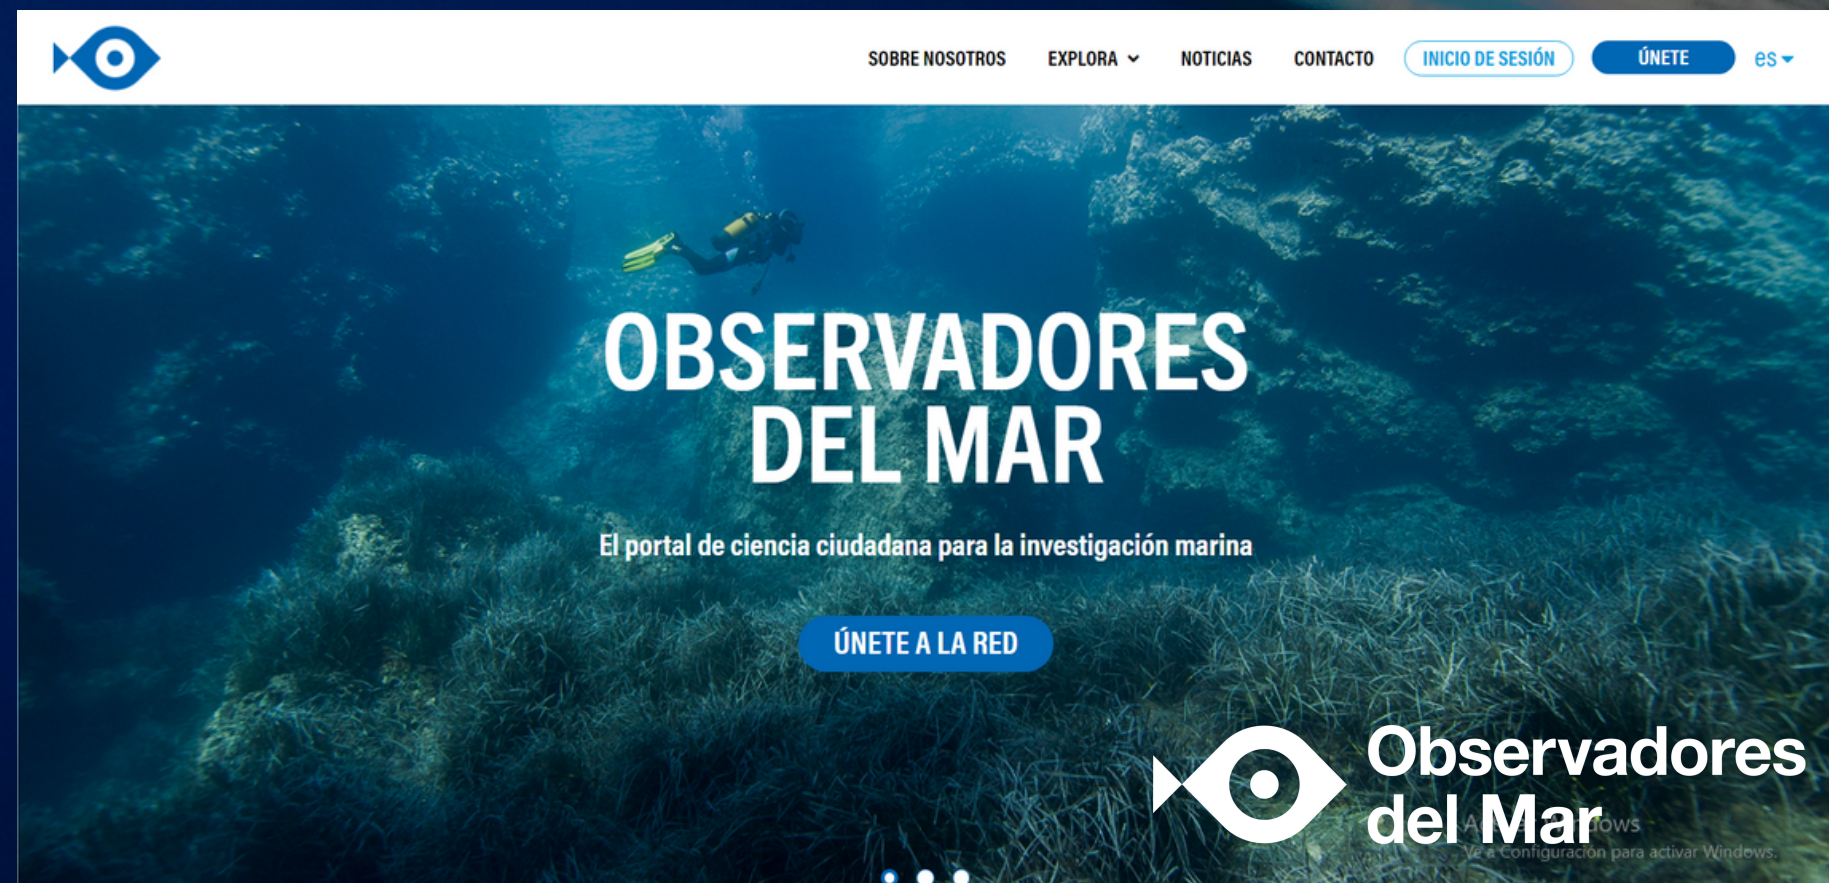 SOBRE NOSOTROS EXPLORA NOTICIAS CONTACTO INICIO DE SESIÓN ÚNETE es
OBSERVADORES
DEL MAR
El portal de ciencia ciudadana para la investigación marina
ÚNETE A LA RED
Observadores
del Mar
Ve a Configuración para activar Windows.